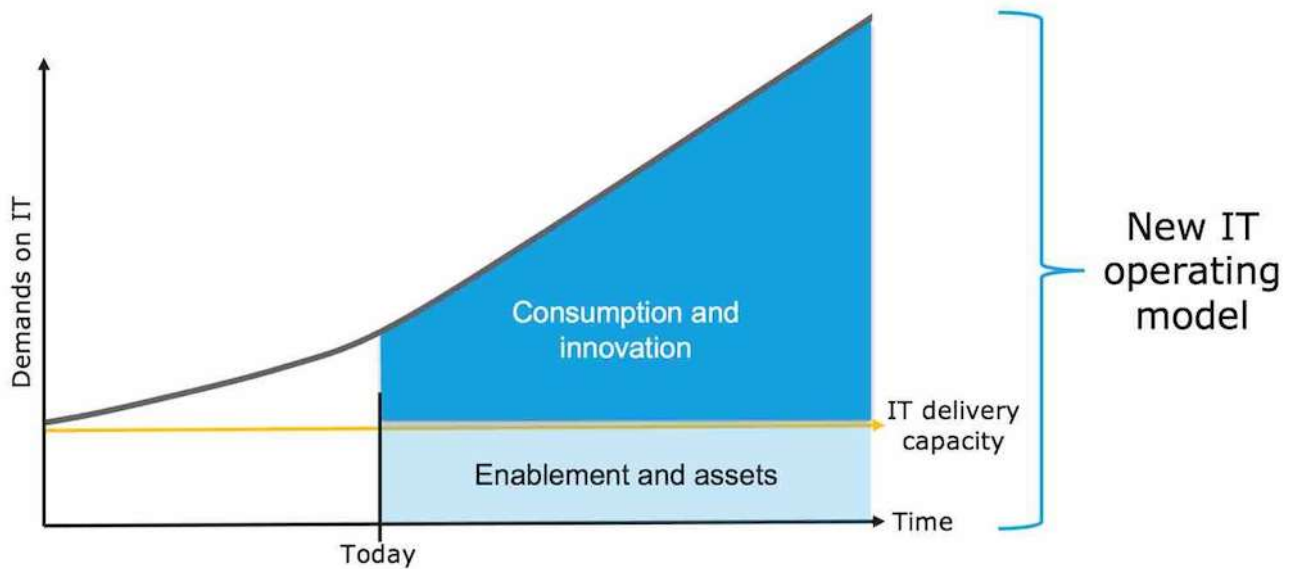 Demands on IT
Consumption and
innovation
IT delivery
capacity
Enablement and assets
Time
Today
New IT
operating
model